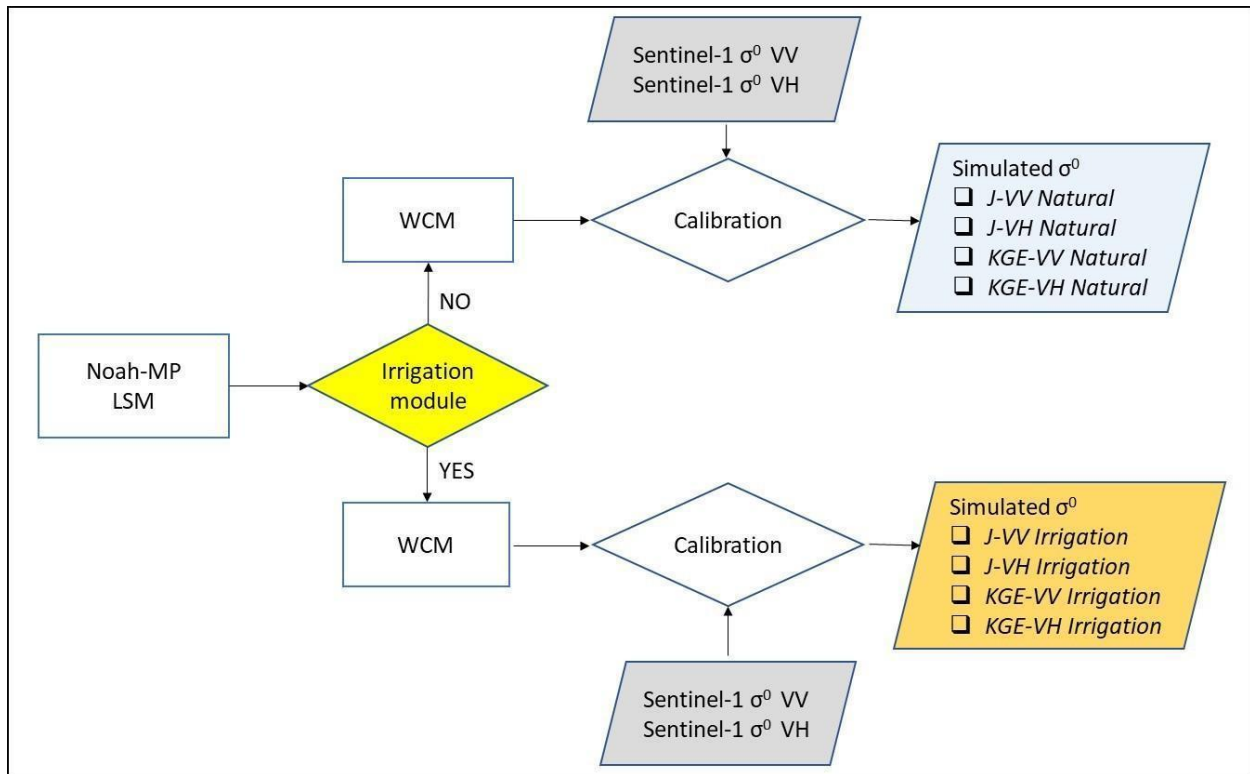 Sentinel-1 σ⁰ VV
Sentinel-1 σ⁰ VH
WCM
Calibration
Simulated σ⁰
❑ J-VV Natural
❑ J-VH Natural
❑ KGE-VV Natural
❑ KGE-VH Natural
NO
Noah-MP
LSM
Irrigation
module
YES
WCM
Calibration
Simulated σ⁰
❑ J-VV Irrigation
❑ J-VH Irrigation
❑ KGE-VV Irrigation
❑ KGE-VH Irrigation
Sentinel-1 σ⁰ VV
Sentinel-1 σ⁰ VH